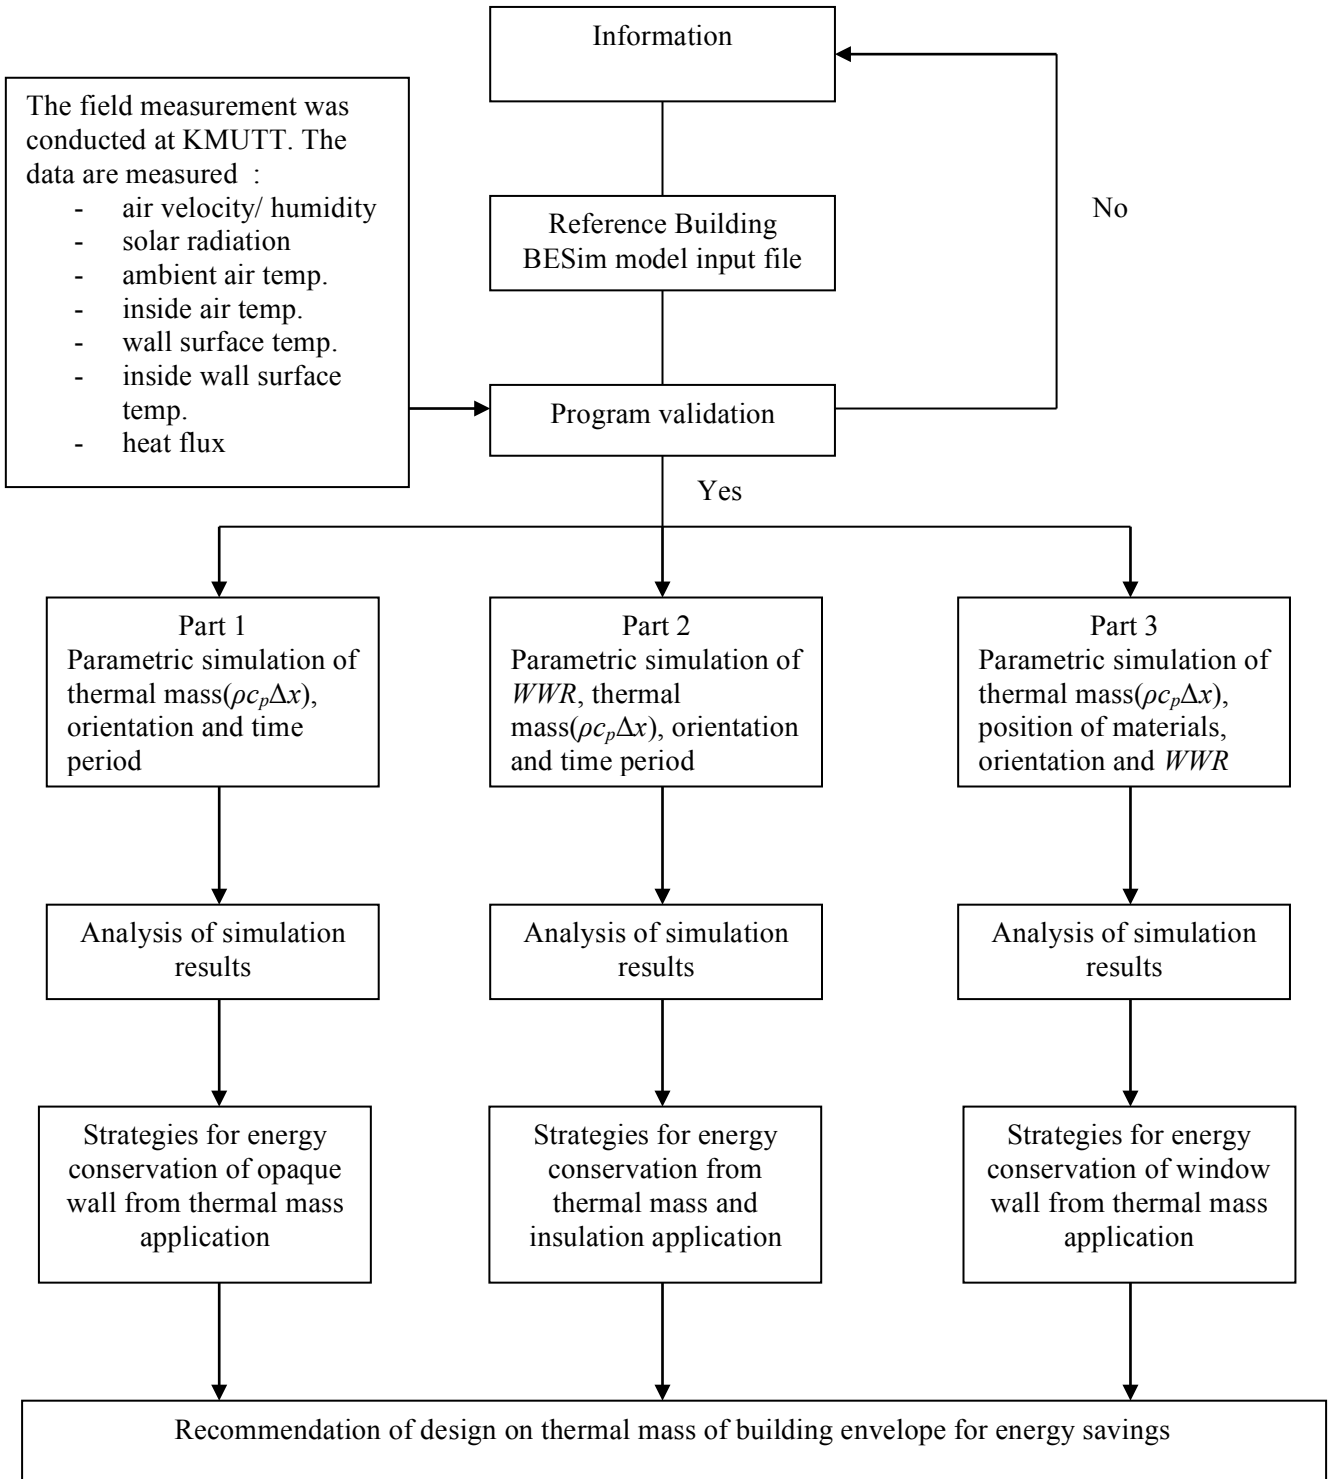 Information
The field measurement was
conducted at KMUTT. The
data are measured  :
- air velocity/ humidity
- solar radiation
- ambient air temp.
- inside air temp.
- wall surface temp.
- inside wall surface
temp.
- heat flux
Reference Building
BESim model input file
No
Program validation
Yes
Part 1
Parametric simulation of
thermal mass(ρcpΔx),
orientation and time
period
Part 2
Parametric simulation of
WWR, thermal
mass(ρcpΔx), orientation
and time period
Part 3
Parametric simulation of
thermal mass(ρcpΔx),
position of materials,
orientation and WWR
Analysis of simulation
results
Analysis of simulation
results
Analysis of simulation
results
Strategies for energy
conservation of opaque
wall from thermal mass
application
Strategies for energy
conservation from
thermal mass and
insulation application
Strategies for energy
conservation of window
wall from thermal mass
application
Recommendation of design on thermal mass of building envelope for energy savings